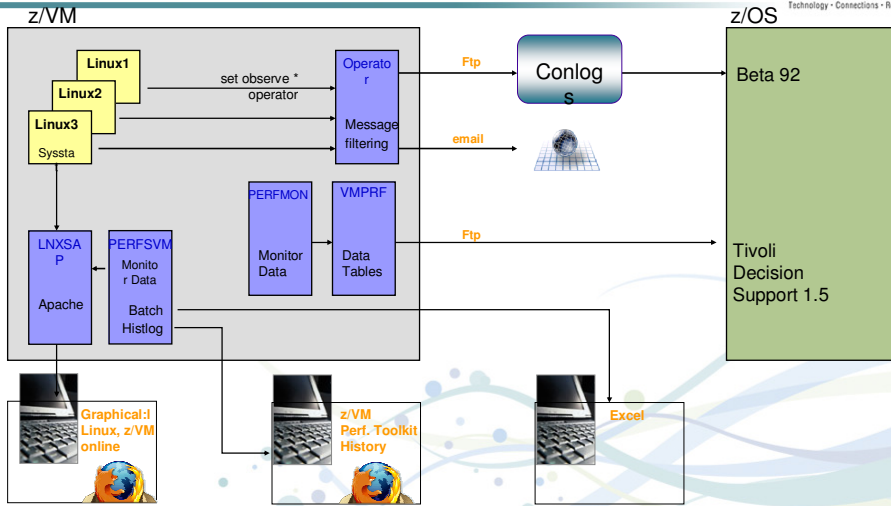 Technology · Connections · R
z/VM
z/OS
Linux1
Linux2
Linux3
Syssta
set observe *
operator
Operato
r
Message
filtering
Ftp
Conlog
s
Beta 92
email
PERFMON
Monitor
Data
VMPRF
Data
Tables
Ftp
Tivoli
Decision
Support 1.5
LNXSA
P
Apache
PERFSVM
Monito
r Data
Batch
Histlog
Graphical:l
Linux, z/VM
online
z/VM
Perf. Toolkit
History
Excel